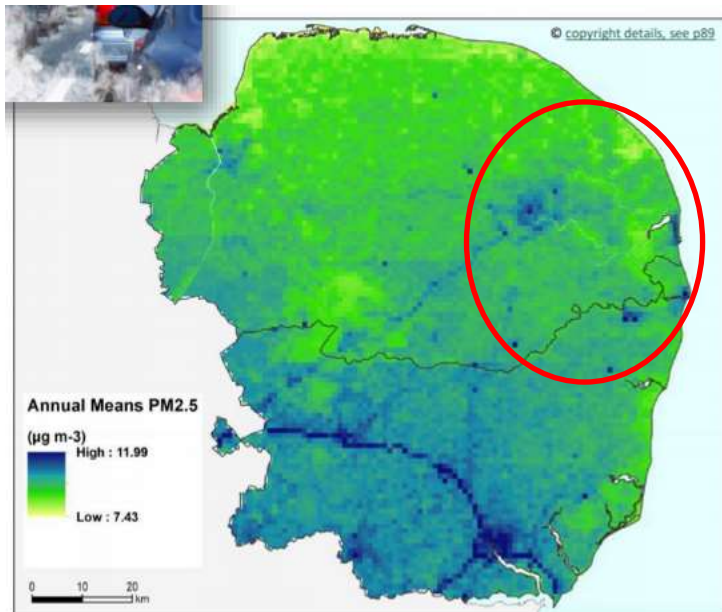 © copyright details, see p89
Annual Means PM2.5
(µg m-3)
High : 11.99
Low : 7.43
0 10 20
km